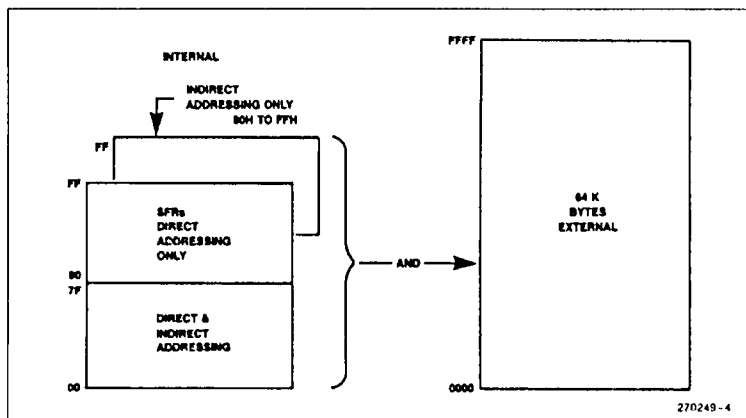 INTERNAL
INDIRECT
ADDRESSING ONLY
80H TO FFH
FF
FF
SFRs
DIRECT
ADDRESSING
ONLY
80
7F
DIRECT &
INDIRECT
ADDRESSING
00
AND
FFFF
64 K
BYTES
EXTERNAL
0000
270249-4